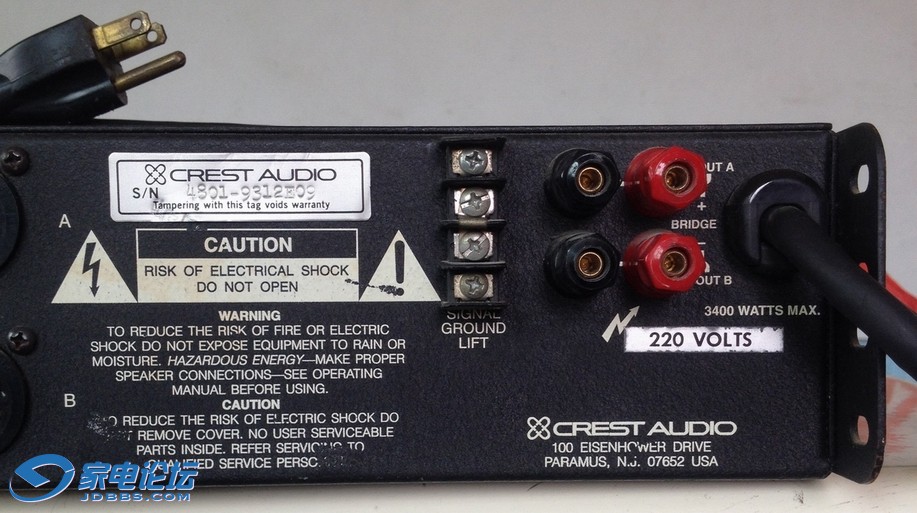 CREST AUDIO
S/N 4801-9312E09
Tampering with this tag voids warranty
A
CAUTION
RISK OF ELECTRICAL SHOCK
DO NOT OPEN
WARNING
TO REDUCE THE RISK OF FIRE OR ELECTRIC
SHOCK DO NOT EXPOSE EQUIPMENT TO RAIN OR
MOISTURE. HAZARDOUS ENERGY—MAKE PROPER
SPEAKER CONNECTIONS—SEE OPERATING
MANUAL BEFORE USING.
B
CAUTION
TO REDUCE THE RISK OF ELECTRIC SHOCK DO
REMOVE COVER. NO USER SERVICEABLE
PARTS INSIDE. REFER SERVICING TO
SERVICE
SIGNAL
GROUND
LIFT
OUT A
+
BRIDGE
–
OUT B
3400 WATTS MAX.
220 VOLTS
CREST AUDIO
100 EISENHOWER DRIVE
PARAMUS, N.J. 07652 USA
家电论坛
JDBBS.COM